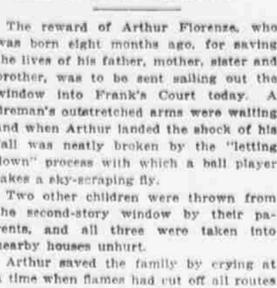 The reward of Arthur Florenze, who
was born eight months ago, for saving
the lives of his father, mother, sister and
brother, was to be sent sailing out the
window into Frank's Court today. A
fireman's outstretched arms were waiting
and when Arthur landed the shock of his
fall was neatly broken by the "letting
down" process with which a ball player
takes a sky-scraping fly.
Two other children were thrown from
the second-story window by their pa-
rents, and all three were taken into
nearby houses unhurt.
Arthur saved the family by crying at
a time when flames had cut off all routes